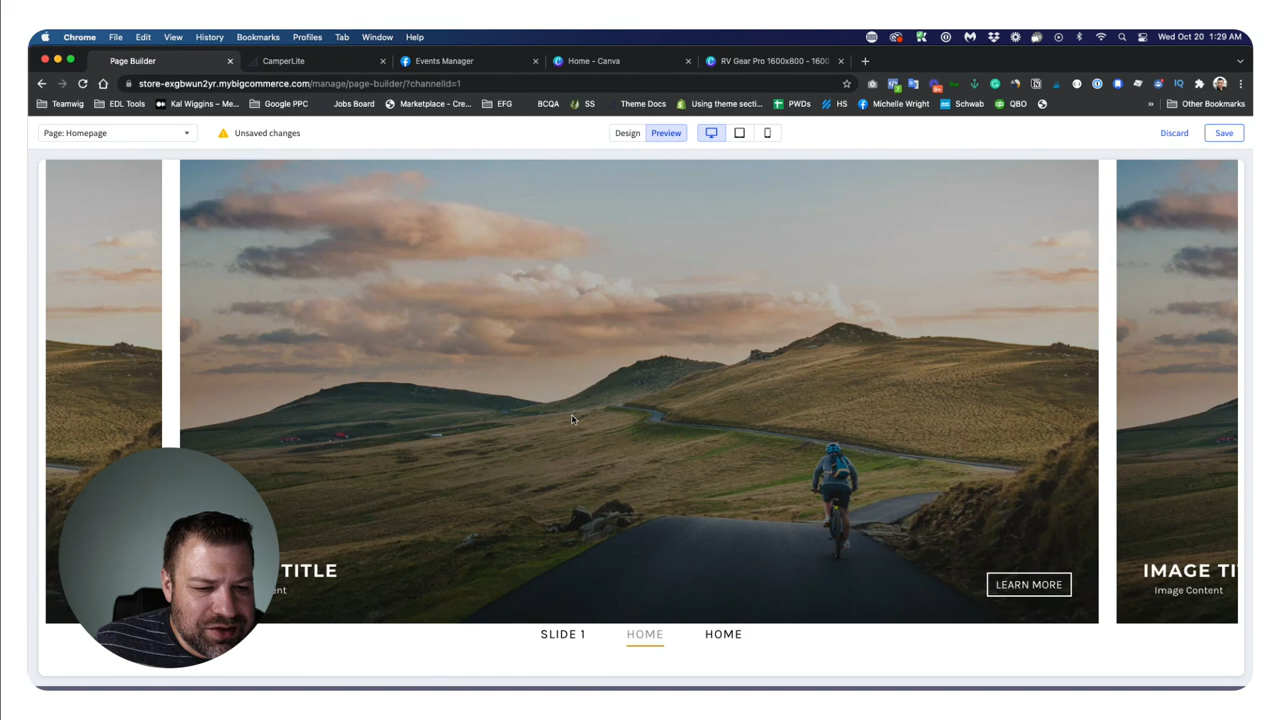 Chrome File Edit View History Bookmarks Profiles Tab Window Help Wed Oct 20 1:29 AM
Page Builder CamperLite Events Manager Home - Canva RV Gear Pro 1600x800 - 1600
store-exgbwun2yr.mybigcommerce.com/manage/page-builder/?channelId=1
Teamwig EDL Tools Kal Wiggins – Me... Google PPC Jobs Board Marketplace - Cre... EFG BCQA SS Theme Docs Using theme secti... PWDs HS Michelle Wright Schwab QBO » Other Bookmarks
Page: Homepage Unsaved changes Design Preview Discard Save
TITLE IMAGE TI
ent LEARN MORE Image Content
SLIDE 1 HOME HOME